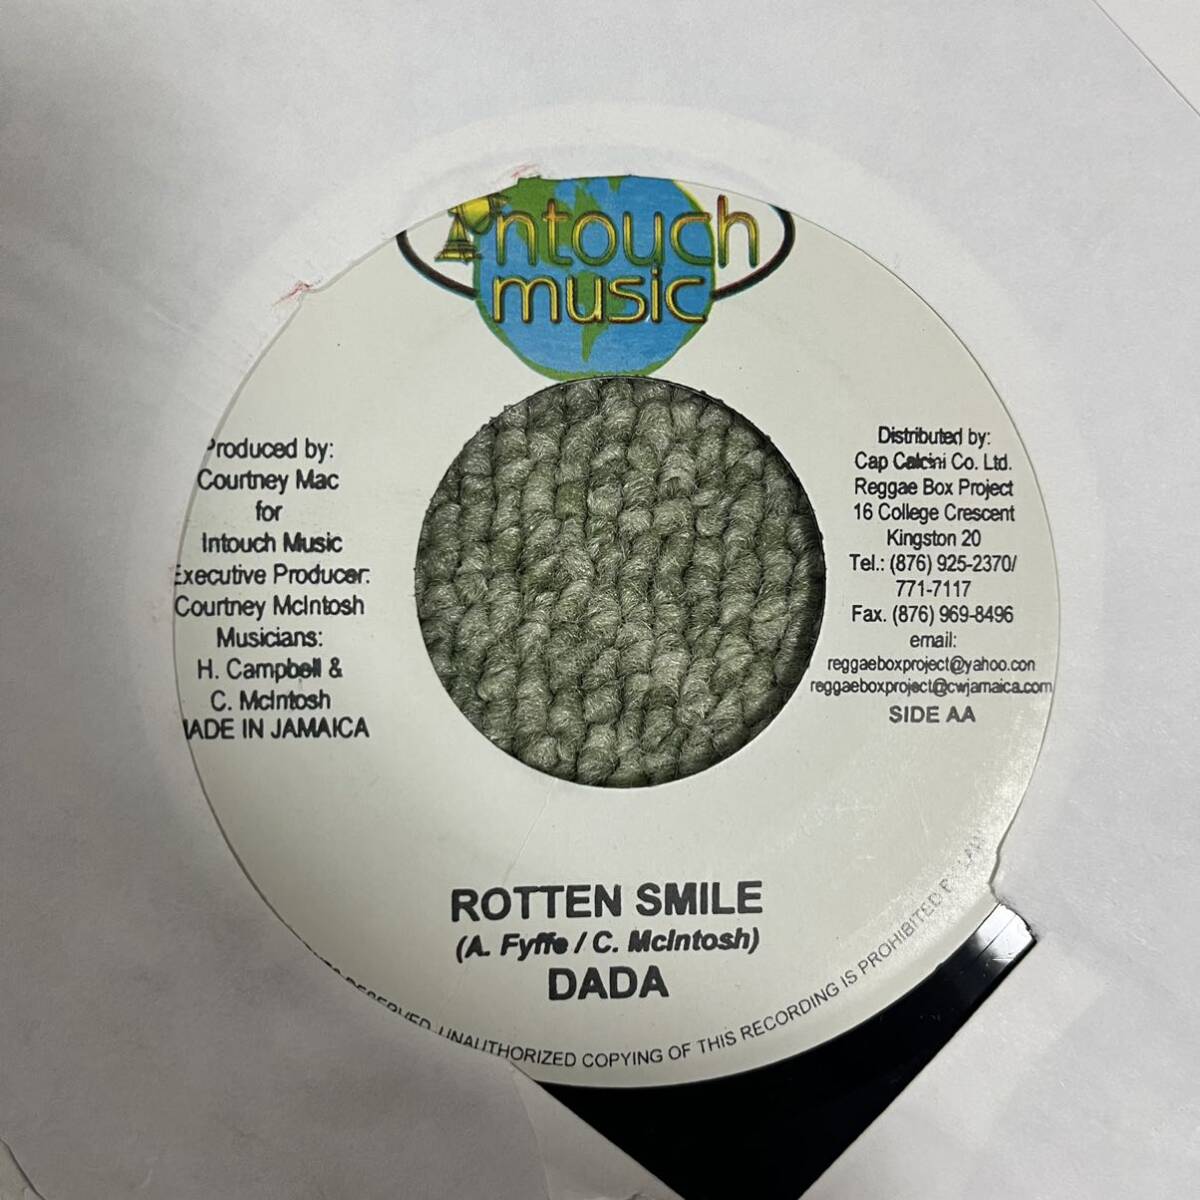 intouch
music
Produced by:
Courtney Mac
for
Intouch Music
Executive Producer:
Courtney McIntosh
Musicians:
H. Campbell &
C. McIntosh
MADE IN JAMAICA
Distributed by:
Cap Calcini Co. Ltd.
Reggae Box Project
16 College Crescent
Kingston 20
Tel.: (876) 925-2370/
771-7117
Fax. (876) 969-8496
email:
reggaeboxproject@yahoo.con
reggaeboxproject@cwjamaica.com
SIDE AA
ROTTEN SMILE
(A. Fyffe / C. McIntosh)
DADA
RESERVED. UNAUTHORIZED COPYING OF THIS RECORDING IS PROHIBITED BY LAW